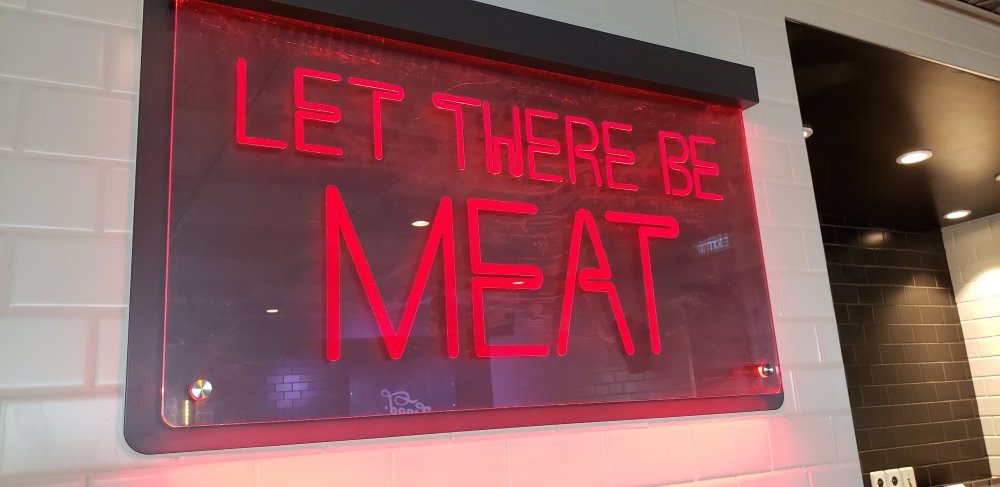 LET THERE BE
MEAT